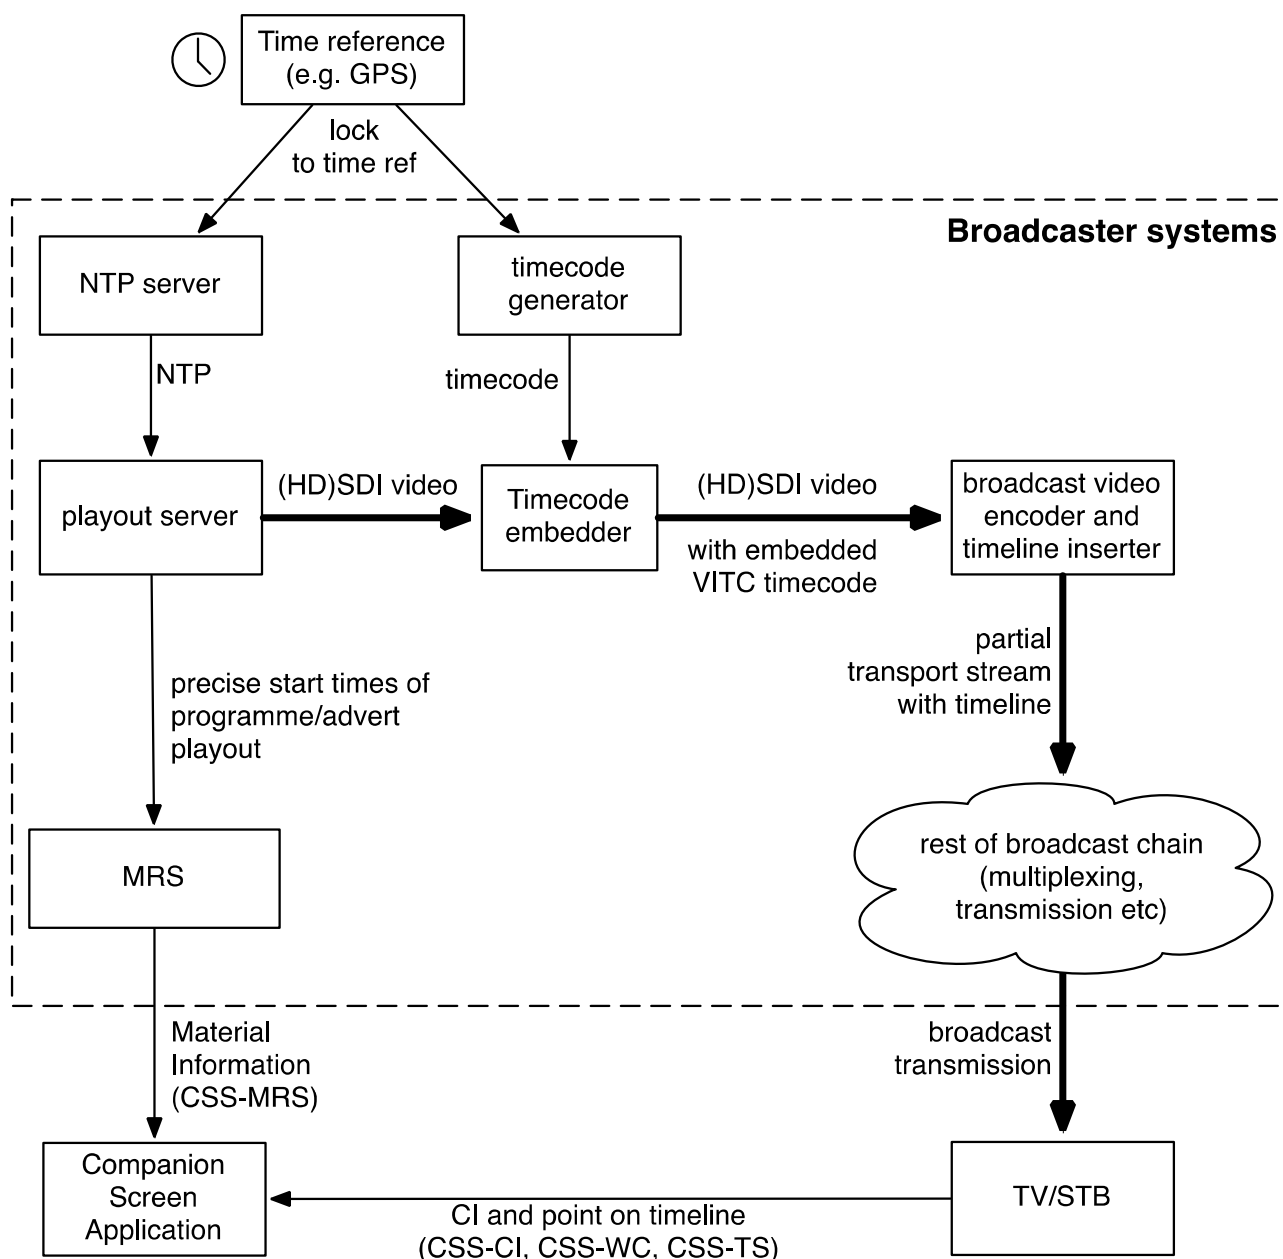 Time reference
(e.g. GPS)
lock
to time ref
Broadcaster systems
NTP server
timecode
generator
NTP
timecode
playout server
(HD)SDI video
Timecode
embedder
(HD)SDI video
with embedded
VITC timecode
broadcast video
encoder and
timeline inserter
partial
transport stream
with timeline
precise start times of
programme/advert
playout
MRS
rest of broadcast chain
(multiplexing,
transmission etc)
Material
Information
(CSS-MRS)
broadcast
transmission
Companion
Screen
Application
CI and point on timeline
(CSS-CI, CSS-WC, CSS-TS)
TV/STB